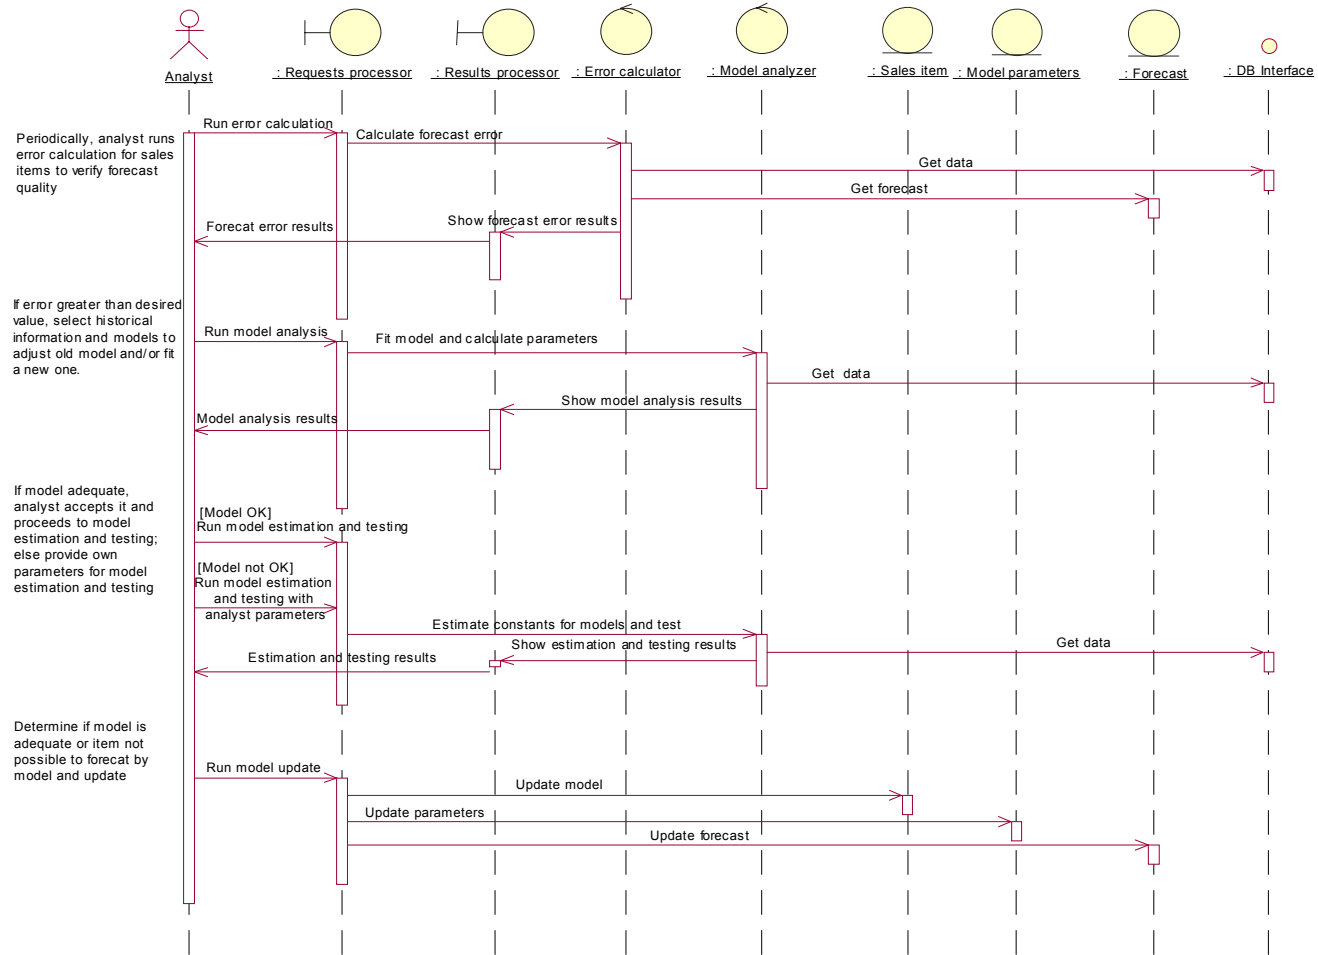 Analyst
: Requests processor
: Results processor
: Error calculator
: Model analyzer
: Sales item
: Model parameters
: Forecast
: DB Interface
Periodically, analyst runs
error calculation for sales
items to verify forecast
quality
Run error calculation
Calculate forecast error
Get data
Get forecast
Show forecast error results
Forecat error results
If error greater than desired
value, select historical
information and models to
adjust old model and/or fit
a new one.
Run model analysis
Fit model and calculate parameters
Get data
Show model analysis results
Model analysis results
If model adequate,
analyst accepts it and
proceeds to model
estimation and testing;
else provide own
parameters for model
estimation and testing
[Model OK]
Run model estimation and testing
[Model not OK]
Run model estimation
and testing with
analyst parameters
Estimate constants for models and test
Show estimation and testing results
Get data
Estimation and testing results
Determine if model is
adequate or item not
possible to forecat by
model and update
Run model update
Update model
Update parameters
Update forecast